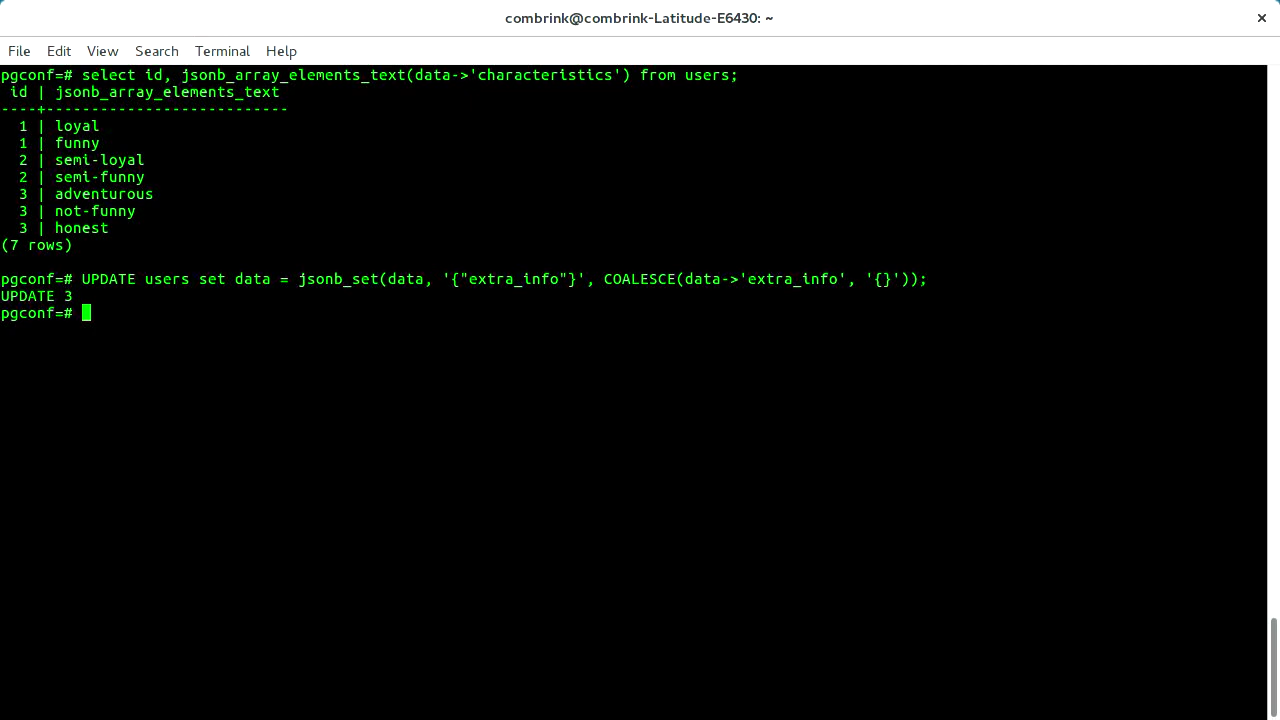 combrink@combrink-Latitude-E6430: ~
File Edit View Search Terminal Help
pgconf=# select id, jsonb_array_elements_text(data->'characteristics') from users;
 id | jsonb_array_elements_text
----+---------------------------
  1 | loyal
  1 | funny
  2 | semi-loyal
  2 | semi-funny
  3 | adventurous
  3 | not-funny
  3 | honest
(7 rows)
pgconf=# UPDATE users set data = jsonb_set(data, '{"extra_info"}', COALESCE(data->'extra_info', '{}'));
UPDATE 3
pgconf=#